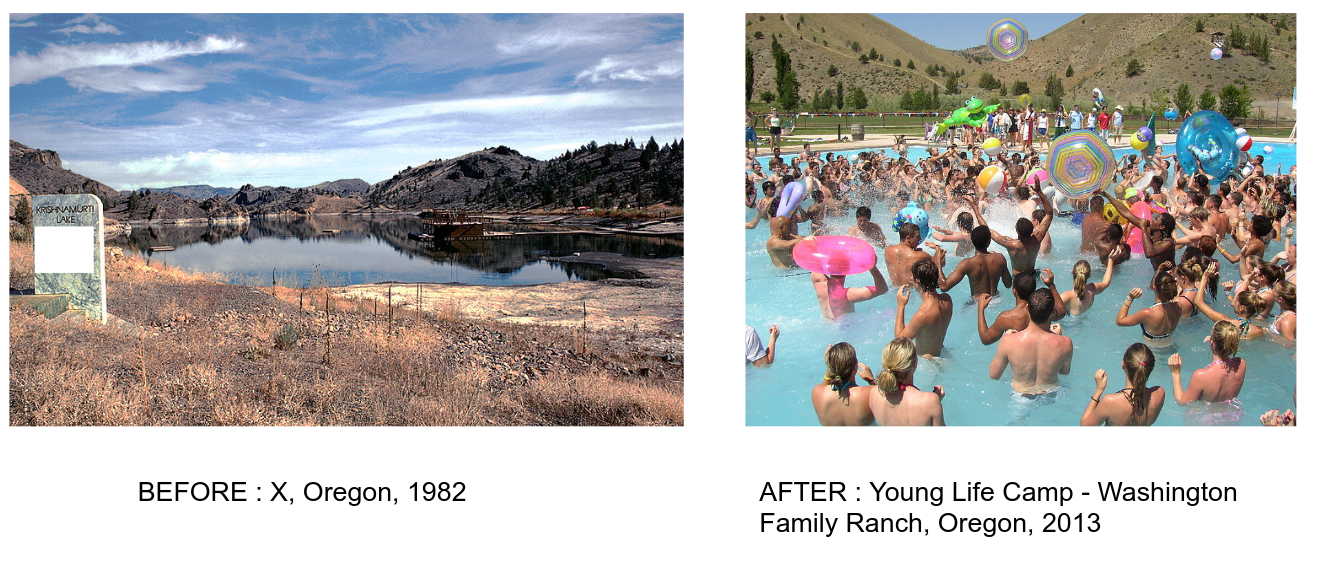 KRISHNAMURTI
LAKE
BEFORE : X, Oregon, 1982
AFTER : Young Life Camp - Washington
Family Ranch, Oregon, 2013